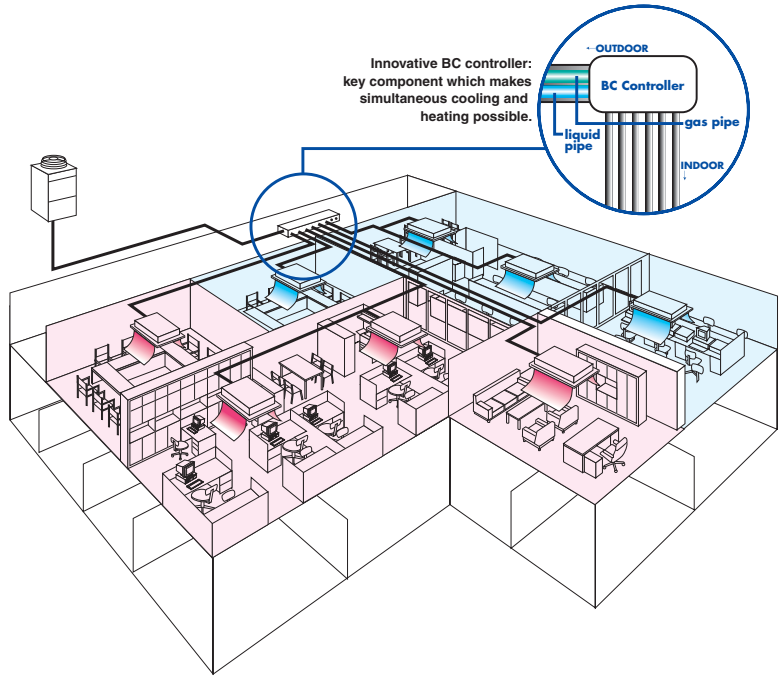 Innovative BC controller:
key component which makes
simultaneous cooling and
heating possible.
←OUTDOOR
BC Controller
gas pipe
liquid
pipe
INDOOR
↓